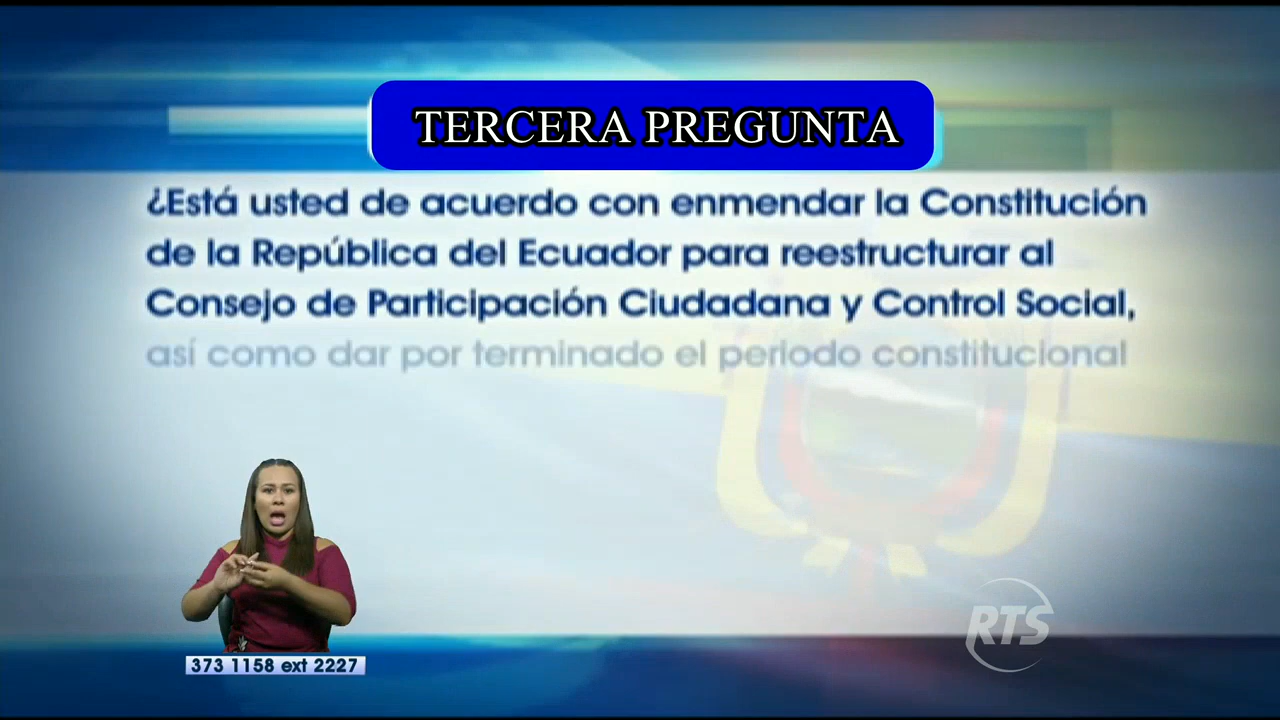 TERCERA PREGUNTA
¿Está usted de acuerdo con enmendar la Constitución
de la República del Ecuador para reestructurar al
Consejo de Participación Ciudadana y Control Social,
así como dar por terminado el periodo constitucional
RTS
373 1158 ext 2227